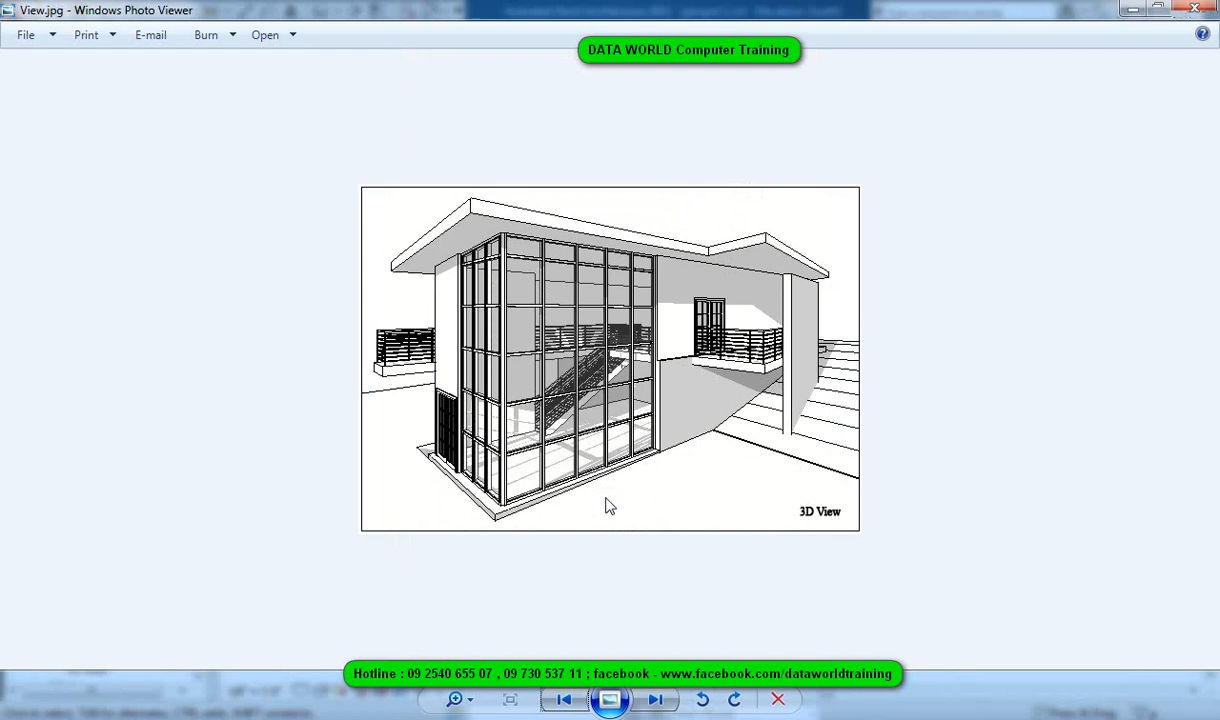 View.jpg - Windows Photo Viewer
File Print E-mail Burn Open
DATA WORLD Computer Training
3D View
Hotline : 09 2540 655 07 , 09 730 537 11 ; facebook - www.facebook.com/dataworldtraining